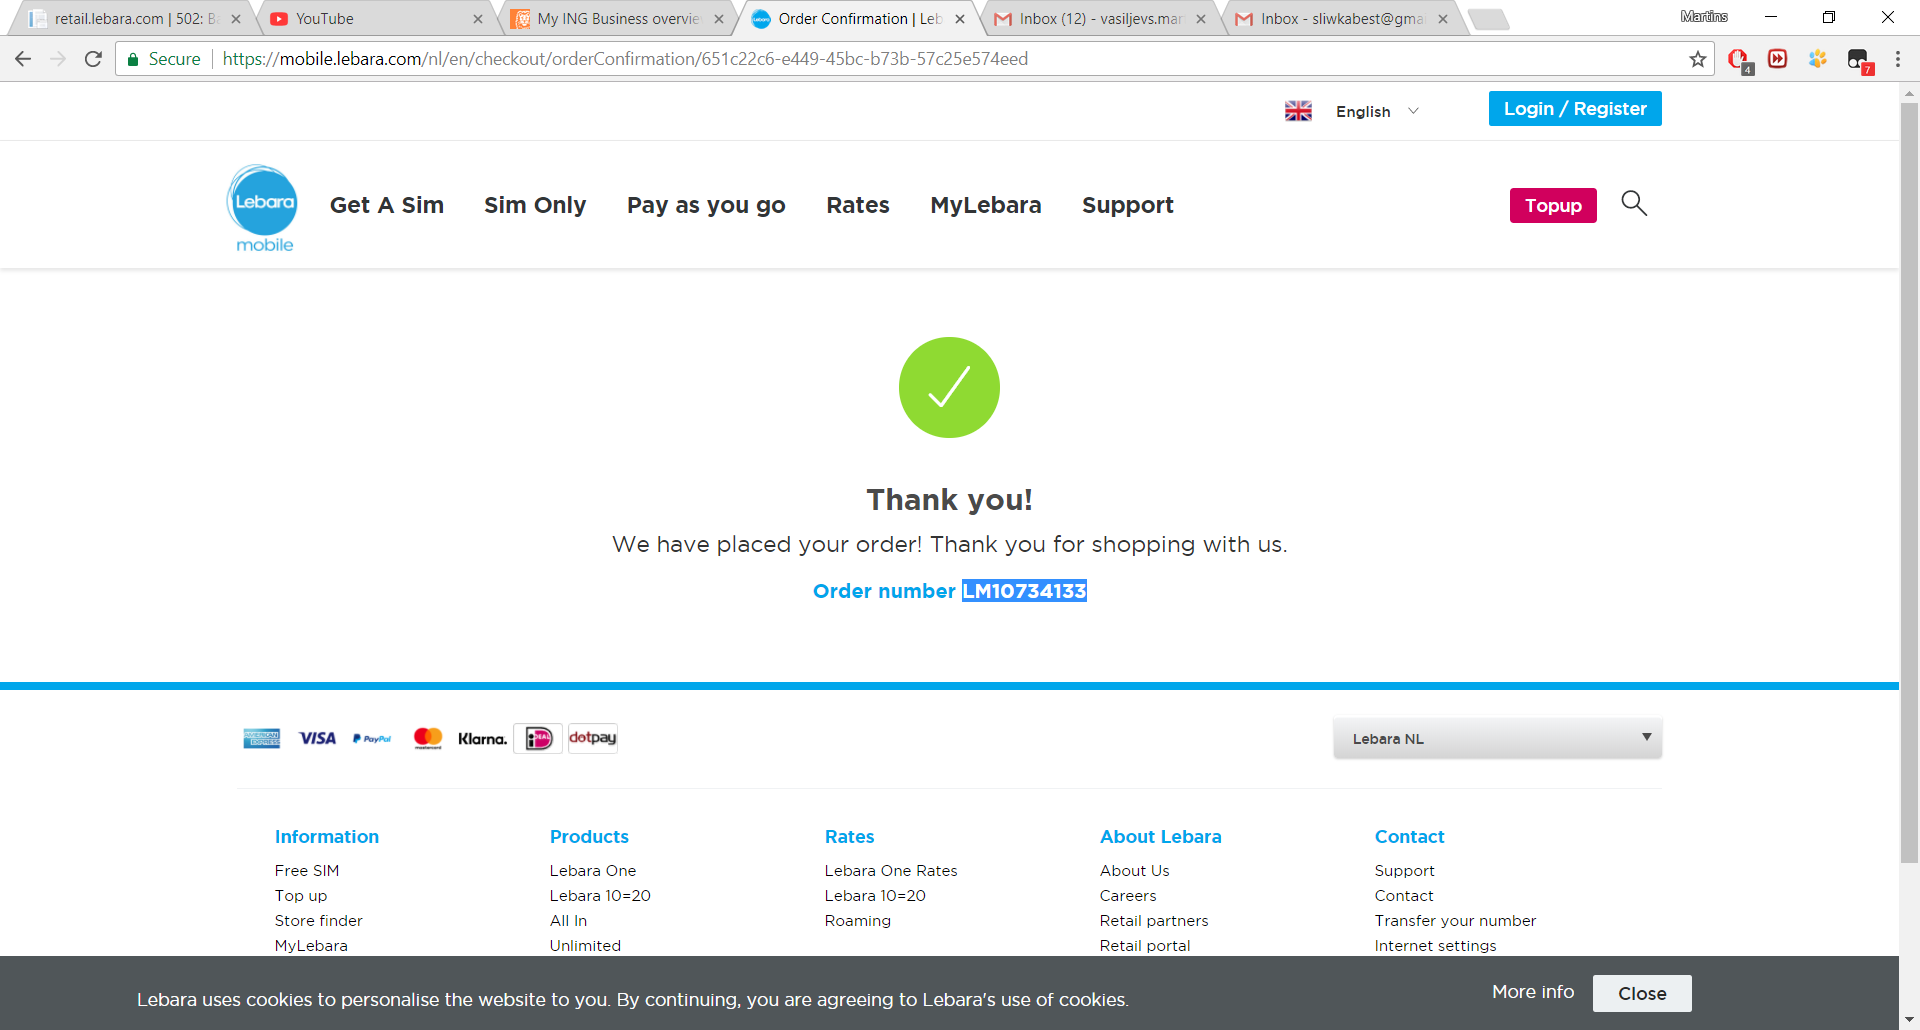 retail.lebara.com | 502: Ba
YouTube
My ING Business overvie
Order Confirmation | Leb
Inbox (12) - vasiljevs.mar
Inbox - sliwkabest@gma
Martins
Secure
https://mobile.lebara.com/nl/en/checkout/orderConfirmation/651c22c6-e449-45bc-b73b-57c25e574eed
4
7
English
Login / Register
Lebara
mobile
Get A Sim
Sim Only
Pay as you go
Rates
MyLebara
Support
Topup
Thank you!
We have placed your order! Thank you for shopping with us.
Order number LM10734133
AMERICAN EXPRESS
VISA
PayPal
mastercard
Klarna.
iDEAL
dotpay
Lebara NL
Information
Free SIM
Top up
Store finder
MyLebara
Products
Lebara One
Lebara 10=20
All In
Unlimited
Rates
Lebara One Rates
Lebara 10=20
Roaming
About Lebara
About Us
Careers
Retail partners
Retail portal
Contact
Support
Contact
Transfer your number
Internet settings
Lebara uses cookies to personalise the website to you. By continuing, you are agreeing to Lebara's use of cookies.
More info
Close